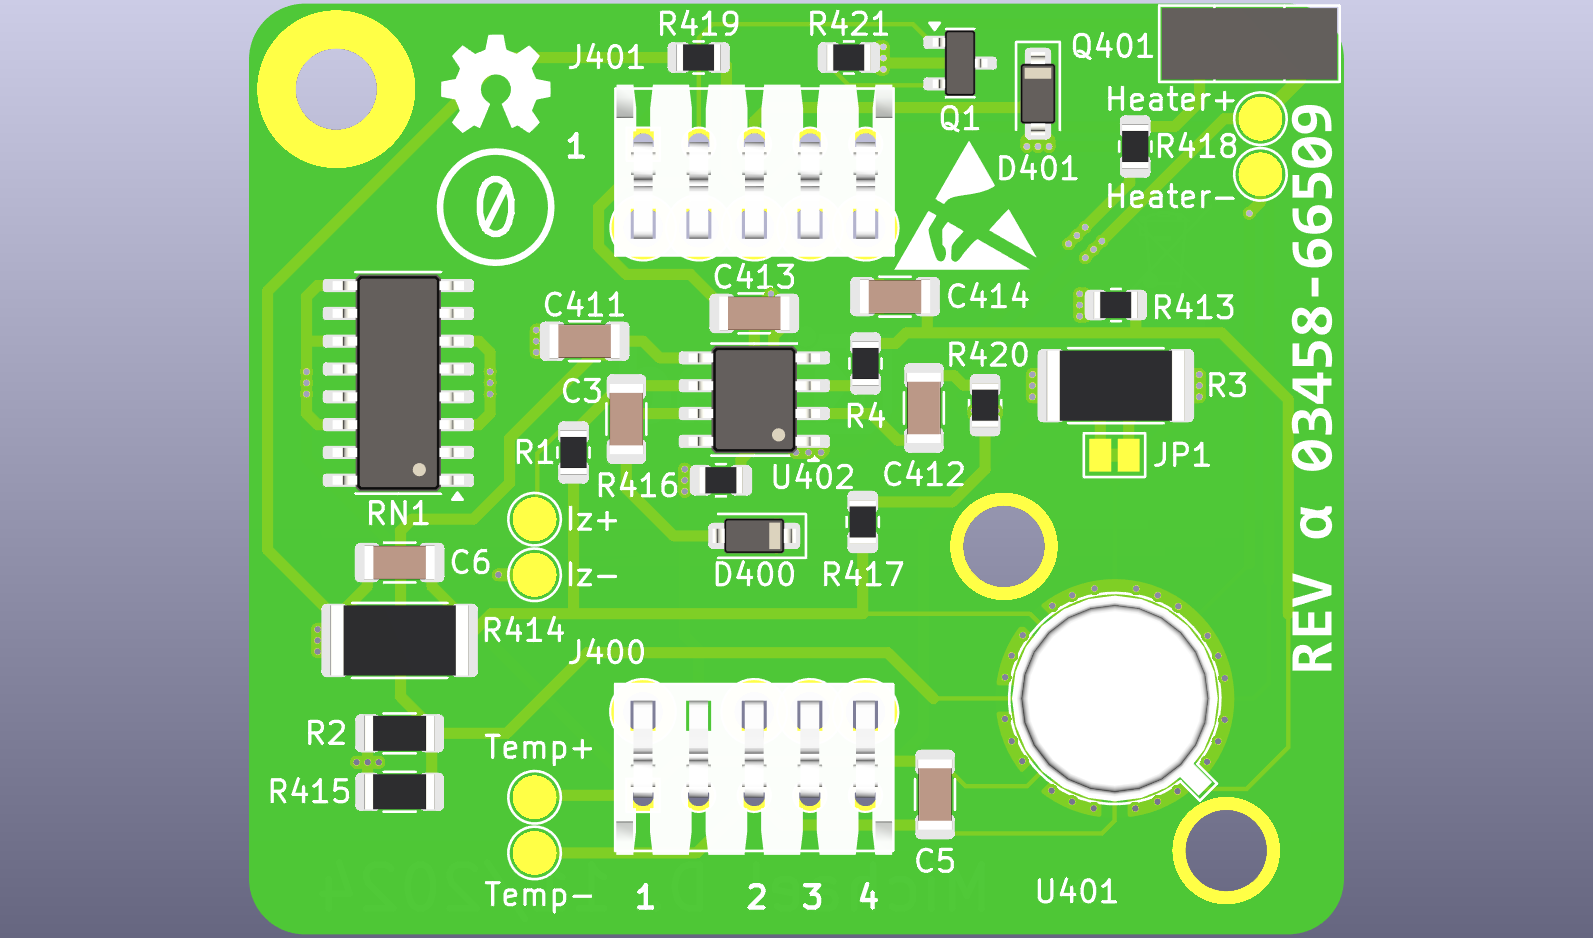 R419
R421
J401
Q401
Heater+
Q1
1
R418
D401
Heater-
0
C413
C411
C414
R413
R420
C3
R3
R4
R1
JP1
R416
U402
C412
RN1
Iz+
C6
Iz-
D400
R417
R414
J400
R2
Temp+
R415
C5
Temp-
1 2 3 4
U401
REV α 03458-66509